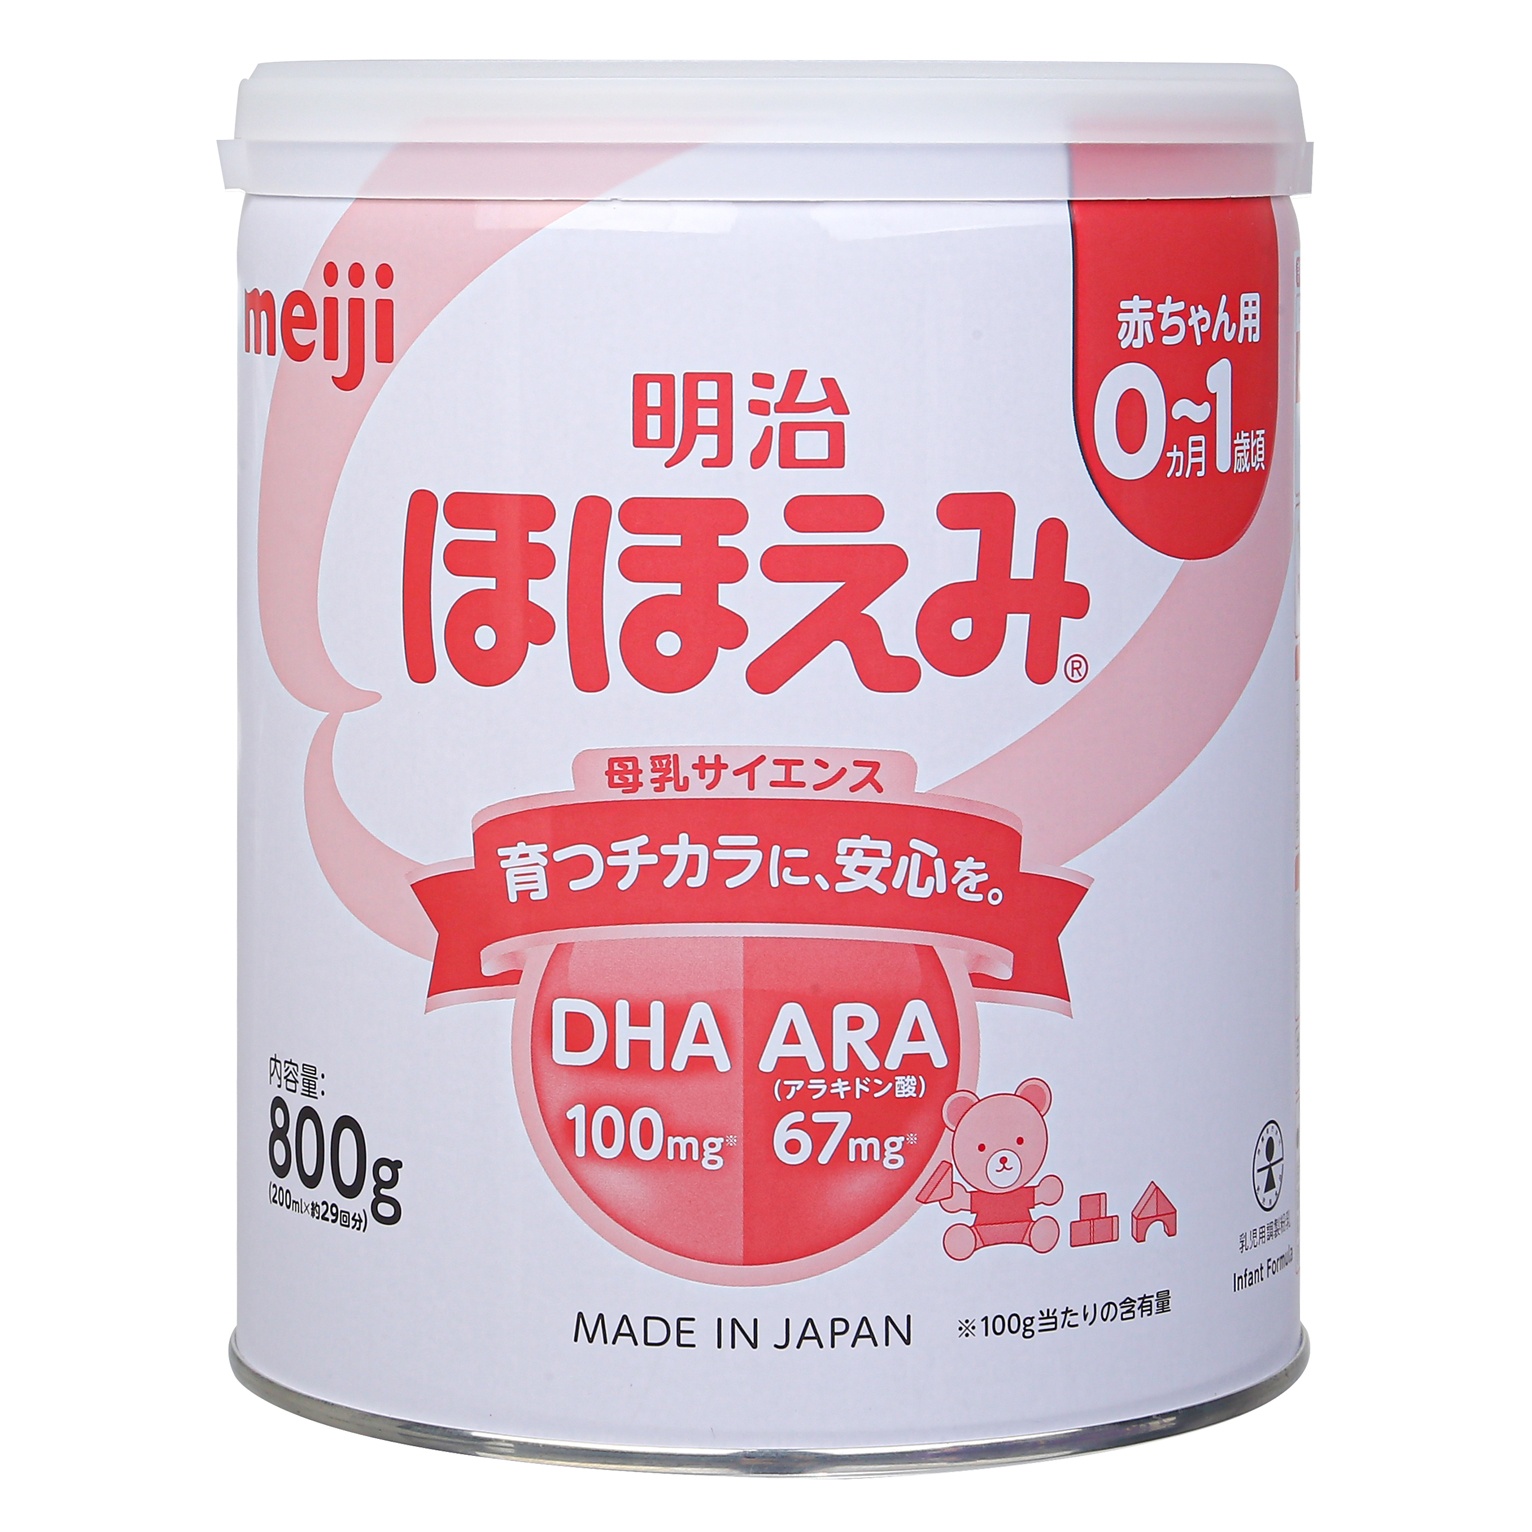 meiji
赤ちゃん用
0ヵ月~1歳頃
明治
ほほえみ®
母乳サイエンス
育つチカラに、安心を。
DHA
100mg※
ARA
(アラキドン酸)
67mg※
内容量:
800g
(200ml×約29回分)
乳児用調製粉乳
Infant Formula
MADE IN JAPAN
※100g当たりの含有量